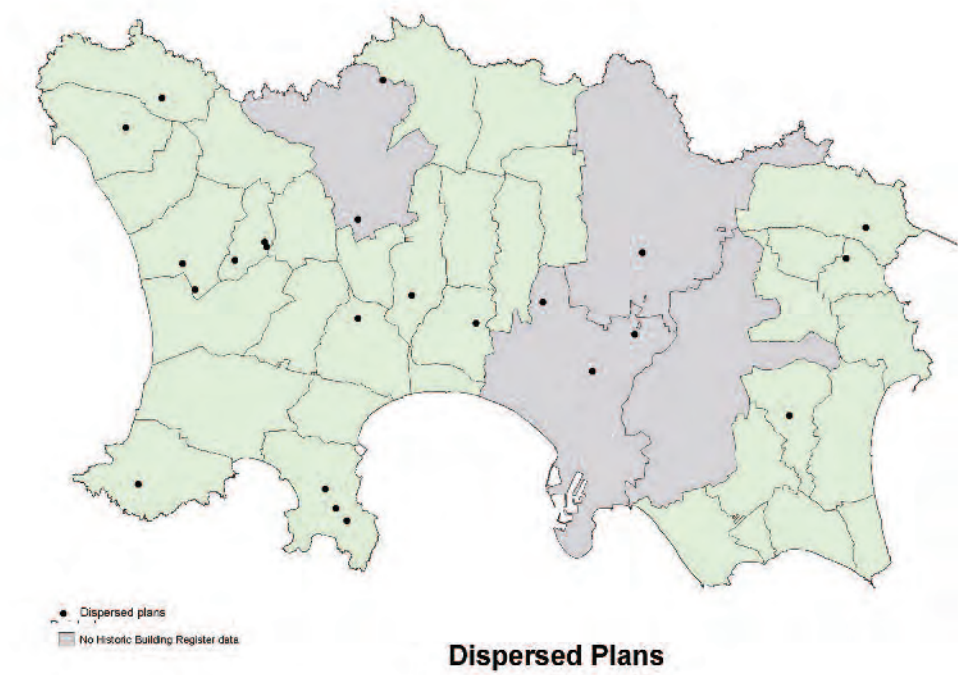 Dispersed plans
No Historic Building Register data
Dispersed Plans